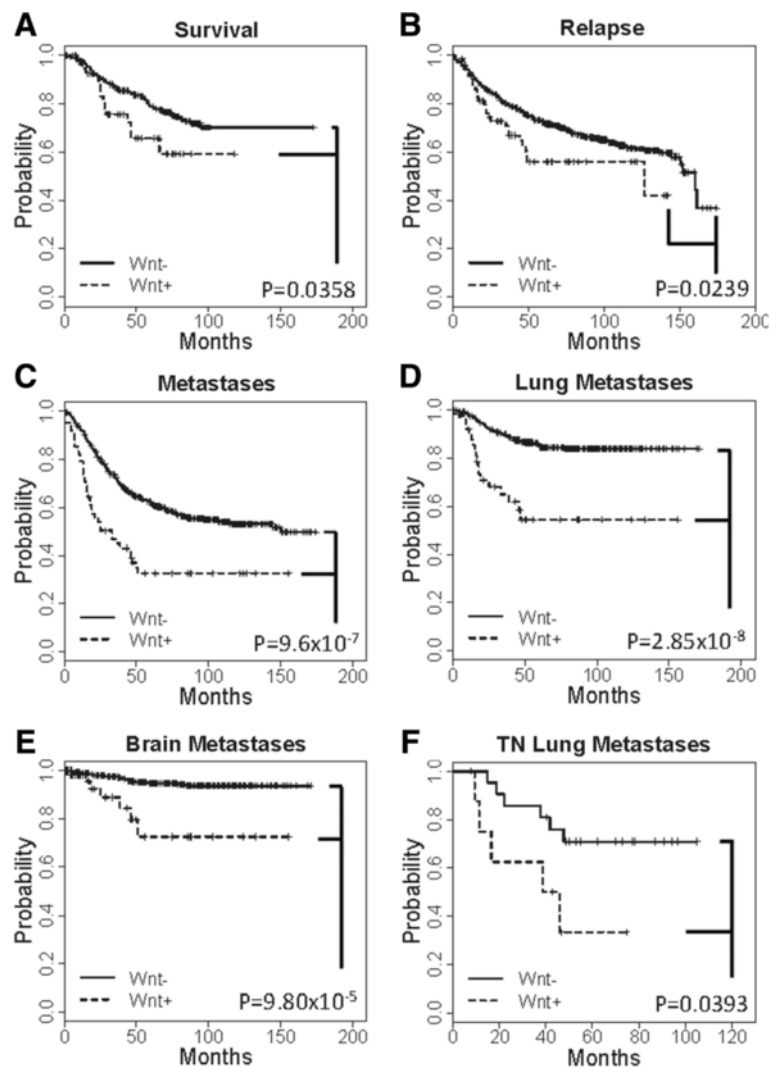 A
Survival
Probability
0.0 0.2 0.4 0.6 0.8 1.0
Wnt-
Wnt+
P=0.0358
0 50 100 150 200
Months
B
Relapse
Probability
0.0 0.2 0.4 0.6 0.8 1.0
Wnt-
Wnt+
P=0.0239
0 50 100 150 200
Months
C
Metastases
Probability
0.0 0.2 0.4 0.6 0.8 1.0
Wnt-
Wnt+
P=9.6x10⁻⁷
0 50 100 150 200
Months
D
Lung Metastases
Probability
0.0 0.2 0.4 0.6 0.8 1.0
Wnt-
Wnt+
P=2.85x10⁻⁸
0 50 100 150 200
Months
E
Brain Metastases
Probability
0.0 0.2 0.4 0.6 0.8 1.0
Wnt-
Wnt+
P=9.80x10⁻⁵
0 50 100 150 200
Months
F
TN Lung Metastases
Probability
0.0 0.2 0.4 0.6 0.8 1.0
Wnt-
Wnt+
P=0.0393
0 20 40 60 80 100 120
Months